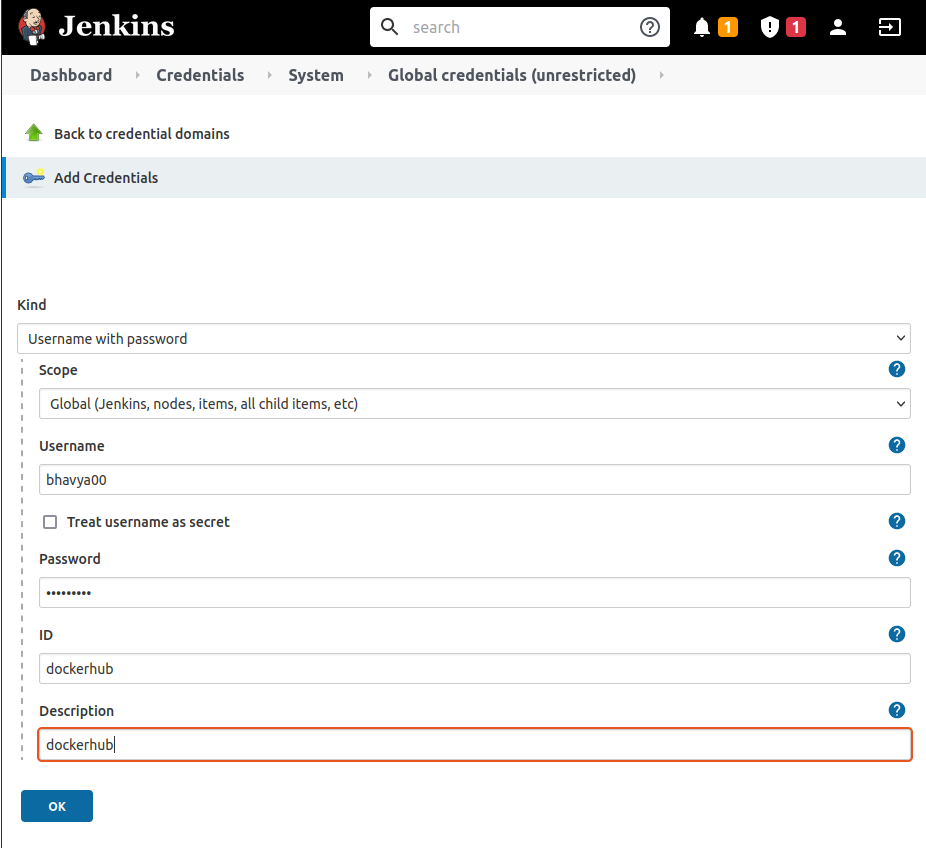 Jenkins search ? 1 ! 1
Dashboard Credentials System Global credentials (unrestricted)
Back to credential domains
Add Credentials
Kind
Username with password
Scope ?
Global (Jenkins, nodes, items, all child items, etc)
Username ?
bhavya00
Treat username as secret ?
Password ?
•••••••••
ID ?
dockerhub
Description ?
dockerhub
OK